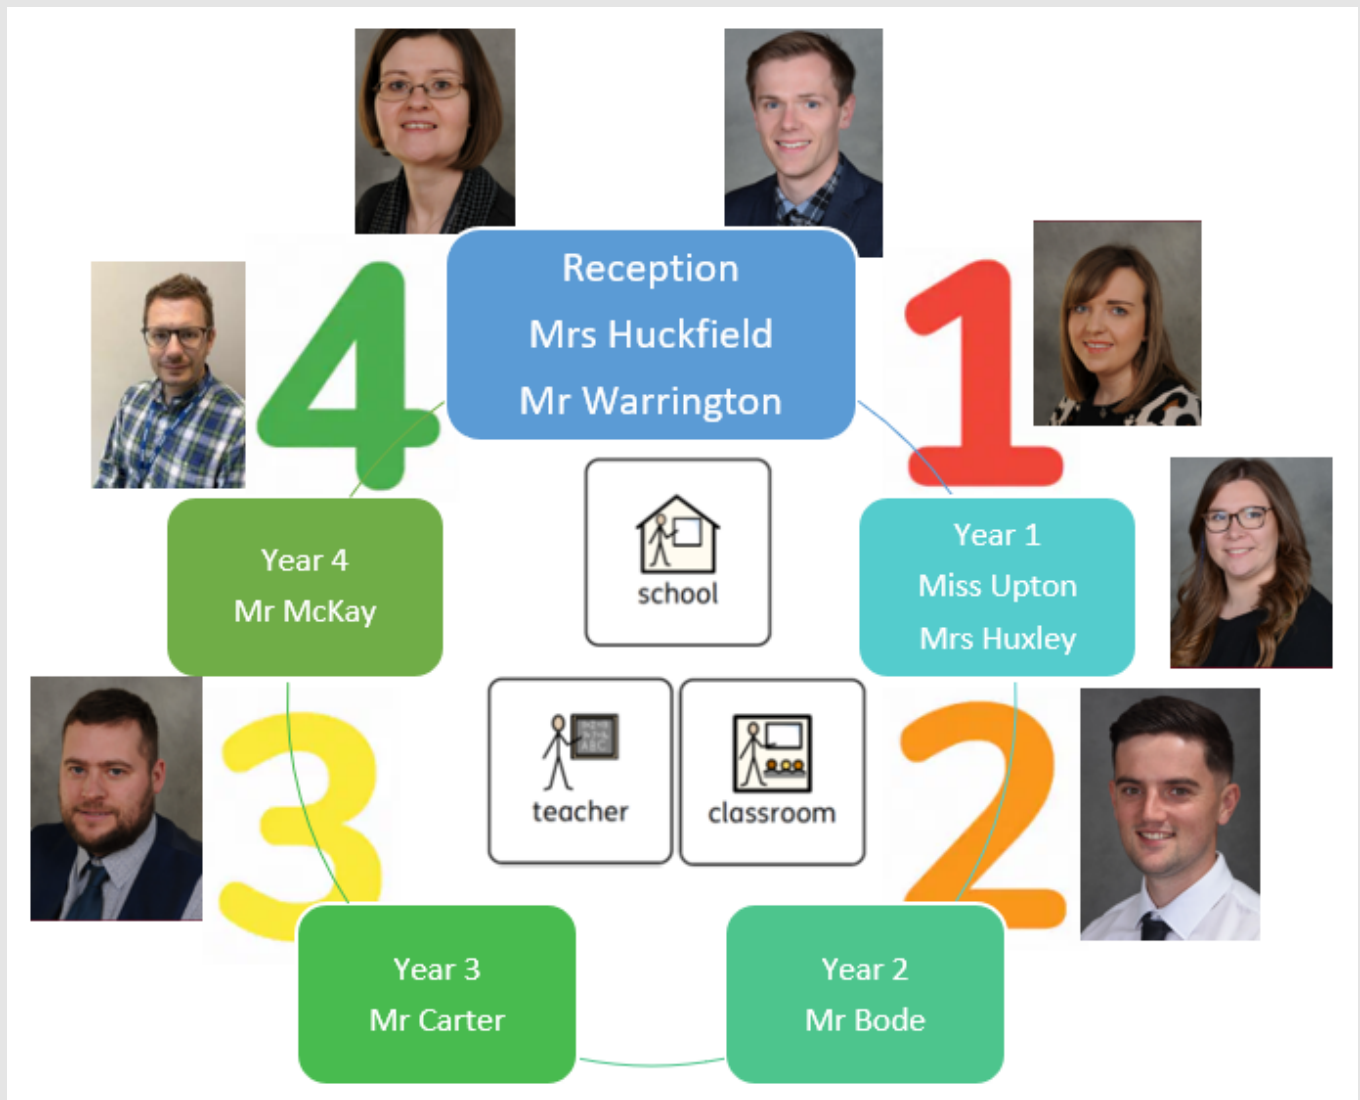 Reception
Mrs Huckfield
Mr Warrington
4
1
Year 4
Mr McKay
school
Year 1
Miss Upton
Mrs Huxley
3
teacher
classroom
2
Year 3
Mr Carter
Year 2
Mr Bode